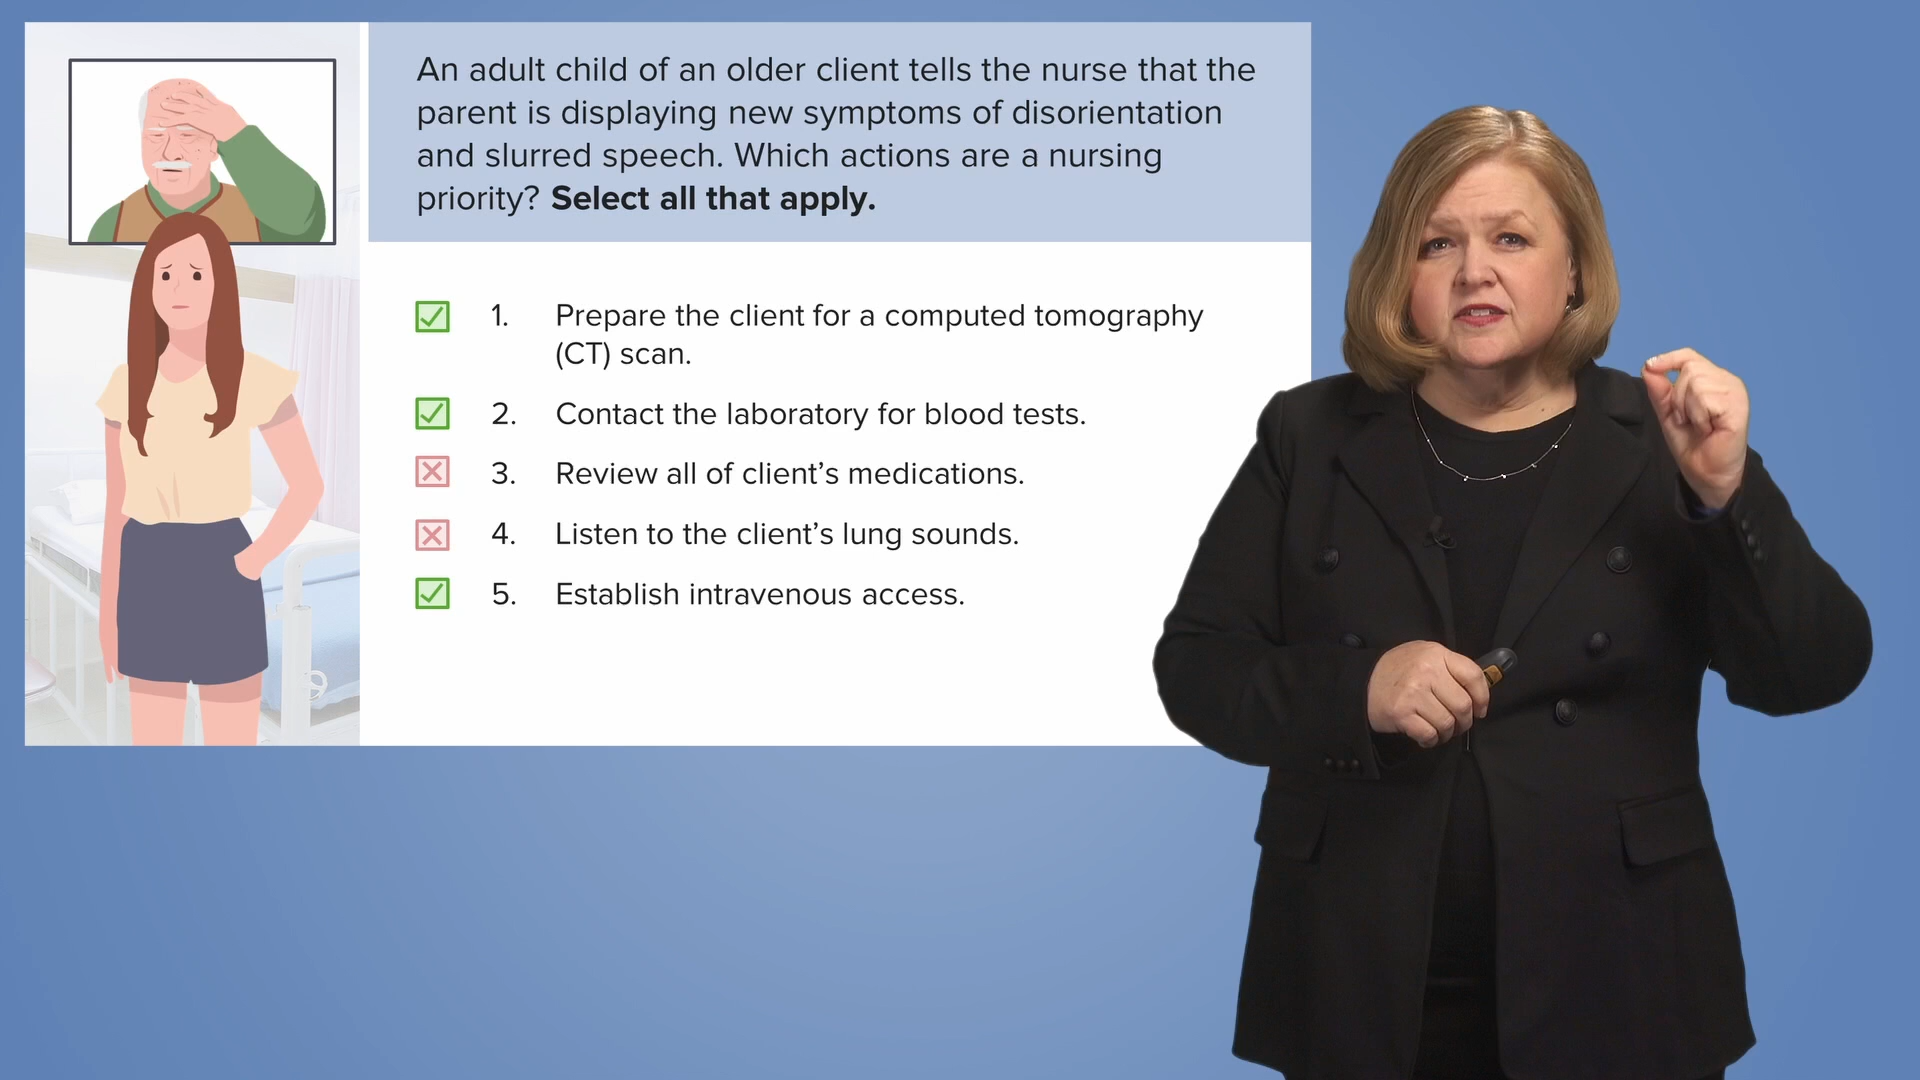 An adult child of an older client tells the nurse that the
parent is displaying new symptoms of disorientation
and slurred speech. Which actions are a nursing
priority? Select all that apply.
1. Prepare the client for a computed tomography
(CT) scan.
2. Contact the laboratory for blood tests.
3. Review all of client’s medications.
4. Listen to the client’s lung sounds.
5. Establish intravenous access.